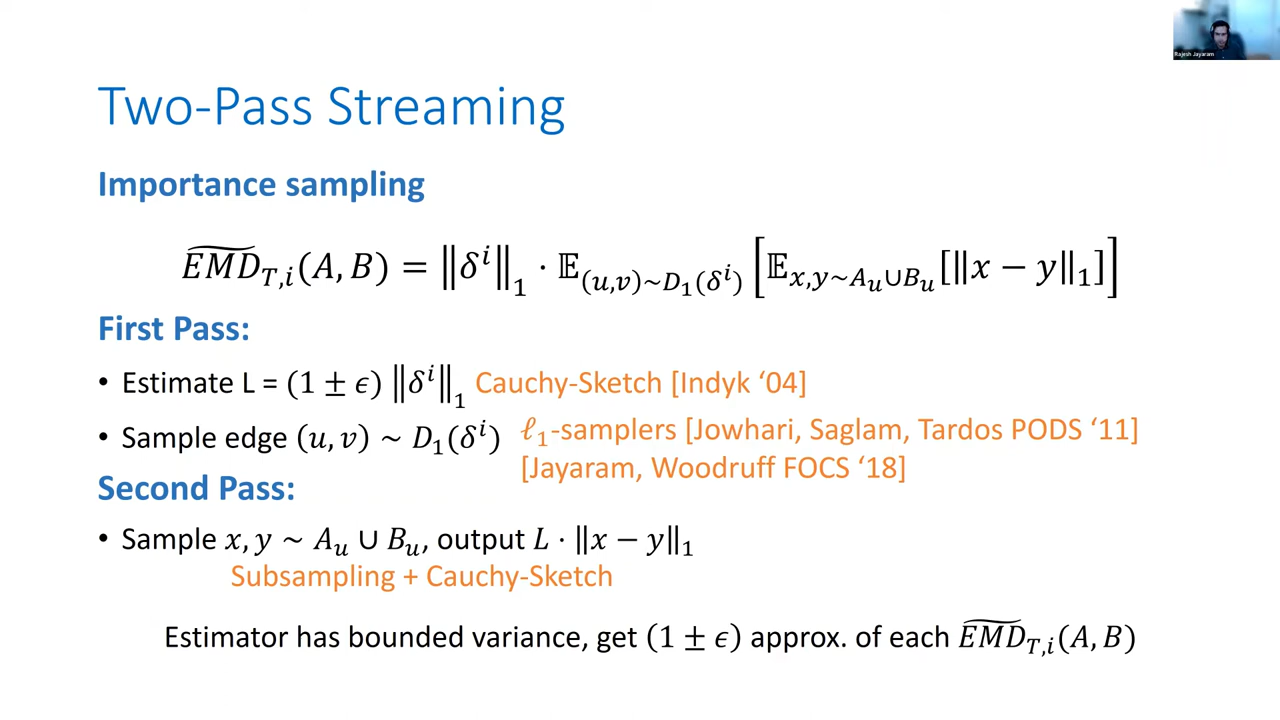 Rajesh Jayaram
Two-Pass Streaming
Importance sampling
$\widetilde{EMD}_{T,i}(A, B) = \|\delta^i\|_1 \cdot \mathbb{E}_{(u,v)\sim D_1(\delta^i)} \left[ \mathbb{E}_{x,y\sim A_u \cup B_u} [\|x - y\|_1] \right]$
First Pass:
• Estimate L = $(1 \pm \epsilon) \|\delta^i\|_1$ Cauchy-Sketch [Indyk ‘04]
• Sample edge $(u, v) \sim D_1(\delta^i)$ $\ell_1$-samplers [Jowhari, Saglam, Tardos PODS ‘11]
[Jayaram, Woodruff FOCS ‘18]
Second Pass:
• Sample $x, y \sim A_u \cup B_u$, output $L \cdot \|x - y\|_1$
Subsampling + Cauchy-Sketch
Estimator has bounded variance, get $(1 \pm \epsilon)$ approx. of each $\widetilde{EMD}_{T,i}(A, B)$